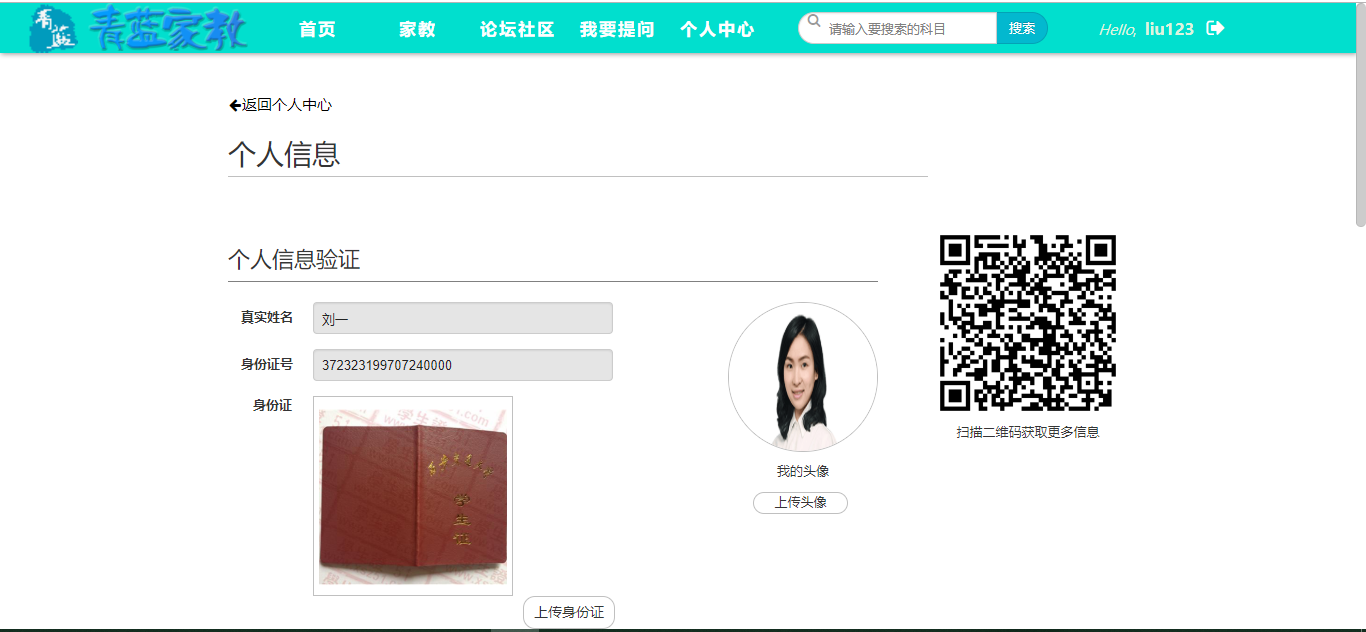 青蓝
青蓝家教
首页 家教 论坛社区 我要提问 个人中心 请输入要搜索的科目 搜索 Hello, liu123
返回个人中心
个人信息
个人信息验证
真实姓名 刘一
身份证号 372323199707240000
身份证
学
生
证
上传身份证
我的头像
上传头像
扫描二维码获取更多信息